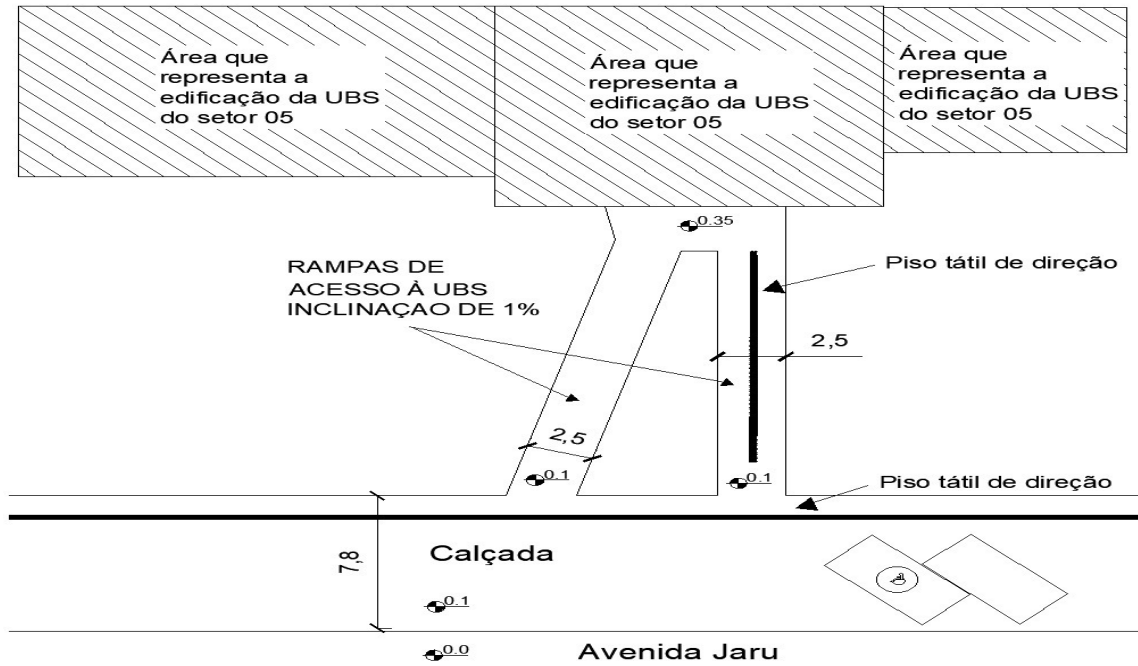 Área que
representa a
edificação da UBS
do setor 05
Área que
representa a
edificação da UBS
do setor 05
Área que
representa a
edificação da UBS
do setor 05
0.35
RAMPAS DE
ACESSO À UBS
INCLINAÇAO DE 1%
Piso tátil de direção
2,5
2,5
0.1
0.1
Piso tátil de direção
7,8
Calçada
0.1
0.0
Avenida Jaru